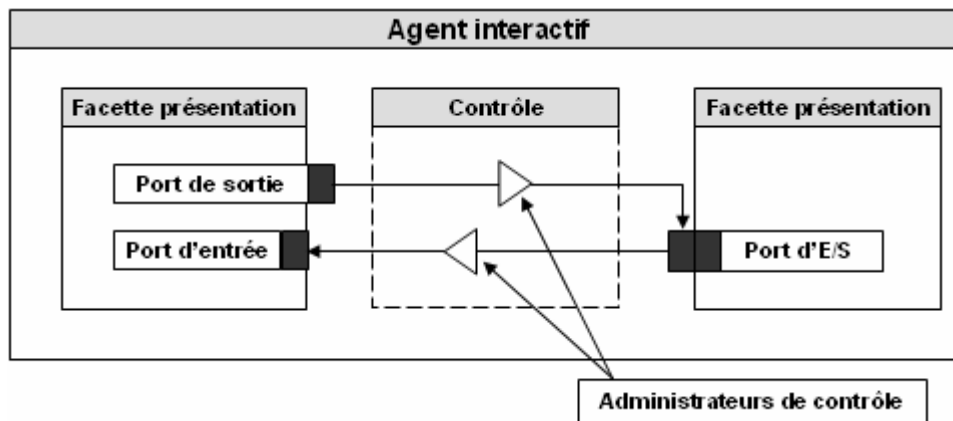 Agent interactif
Facette présentation
Contrôle
Facette présentation
Port de sortie
Port d'entrée
Port d'E/S
Administrateurs de contrôle